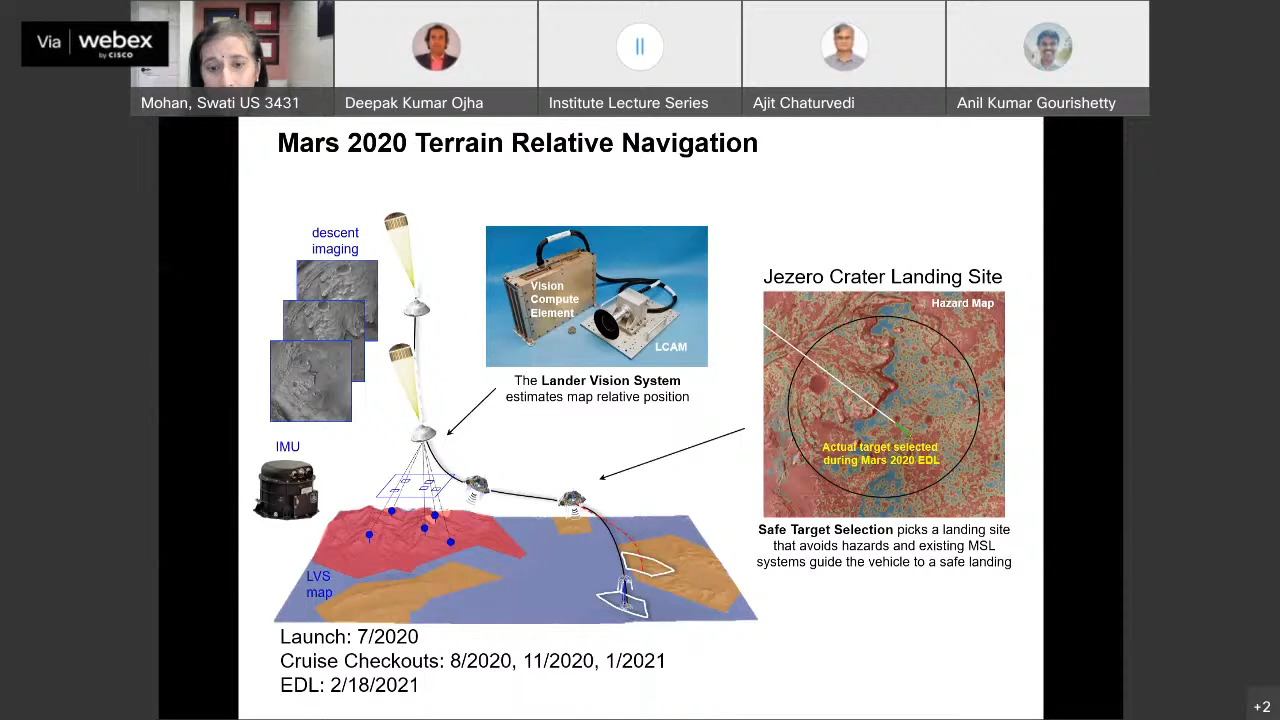 Via webex
by CISCO
Mohan, Swati US 3431
Deepak Kumar Ojha
Institute Lecture Series
Ajit Chaturvedi
Anil Kumar Gourishetty
Mars 2020 Terrain Relative Navigation
descent
imaging
Vision
Compute
Element
LCAM
The Lander Vision System
estimates map relative position
Jezero Crater Landing Site
Hazard Map
Actual target selected
during Mars 2020 EDL
IMU
Safe Target Selection picks a landing site
that avoids hazards and existing MSL
systems guide the vehicle to a safe landing
LVS
map
Launch: 7/2020
Cruise Checkouts: 8/2020, 11/2020, 1/2021
EDL: 2/18/2021
+2